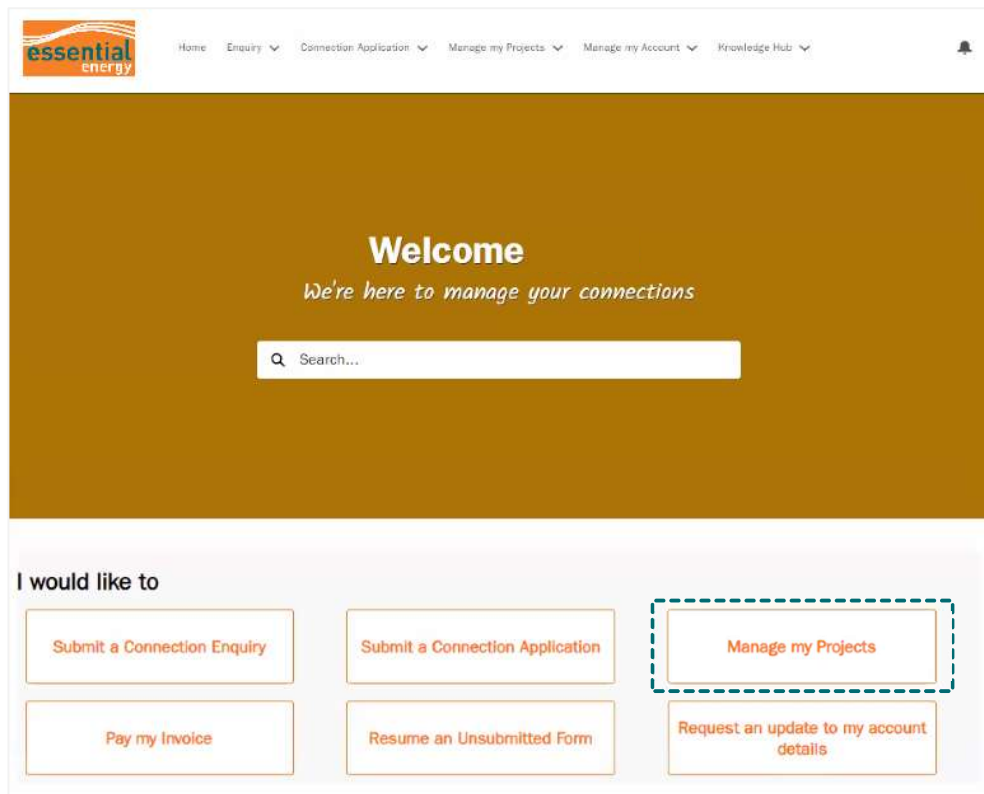 essential
energy
Home Enquiry Connection Application Manage my Projects Manage my Account Knowledge Hub
Welcome
We're here to manage your connections
Search...
I would like to
Submit a Connection Enquiry
Submit a Connection Application
Manage my Projects
Pay my Invoice
Resume an Unsubmitted Form
Request an update to my account
details